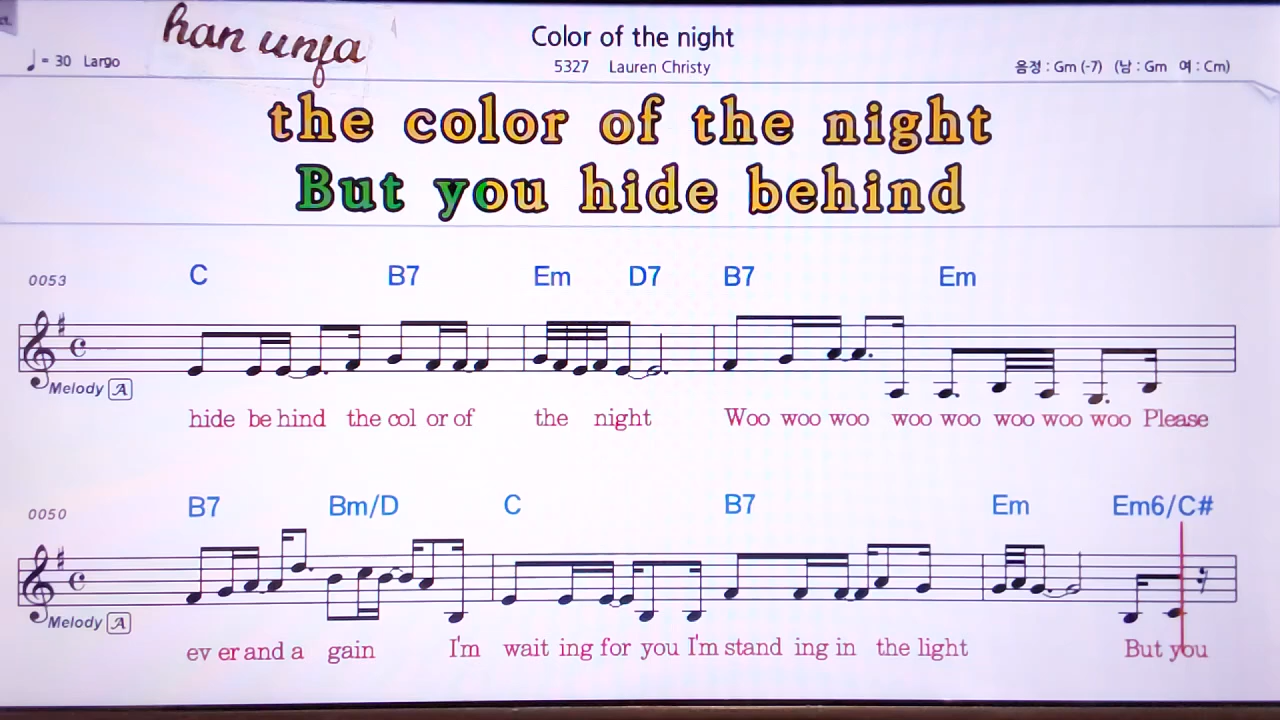 han unja
Color of the night
♩= 30 Largo
5327 Lauren Christy
음정 : Gm (-7) (남 : Gm 여 : Cm)
the color of the night
But you hide behind
0053
C B7 Em D7 B7 Em
Melody A
hide be hind the col or of the night Woo woo woo woo woo woo woo woo Please
0050
B7 Bm/D C B7 Em Em6/C#
Melody A
ev er and a gain I'm wait ing for you I'm stand ing in the light But you